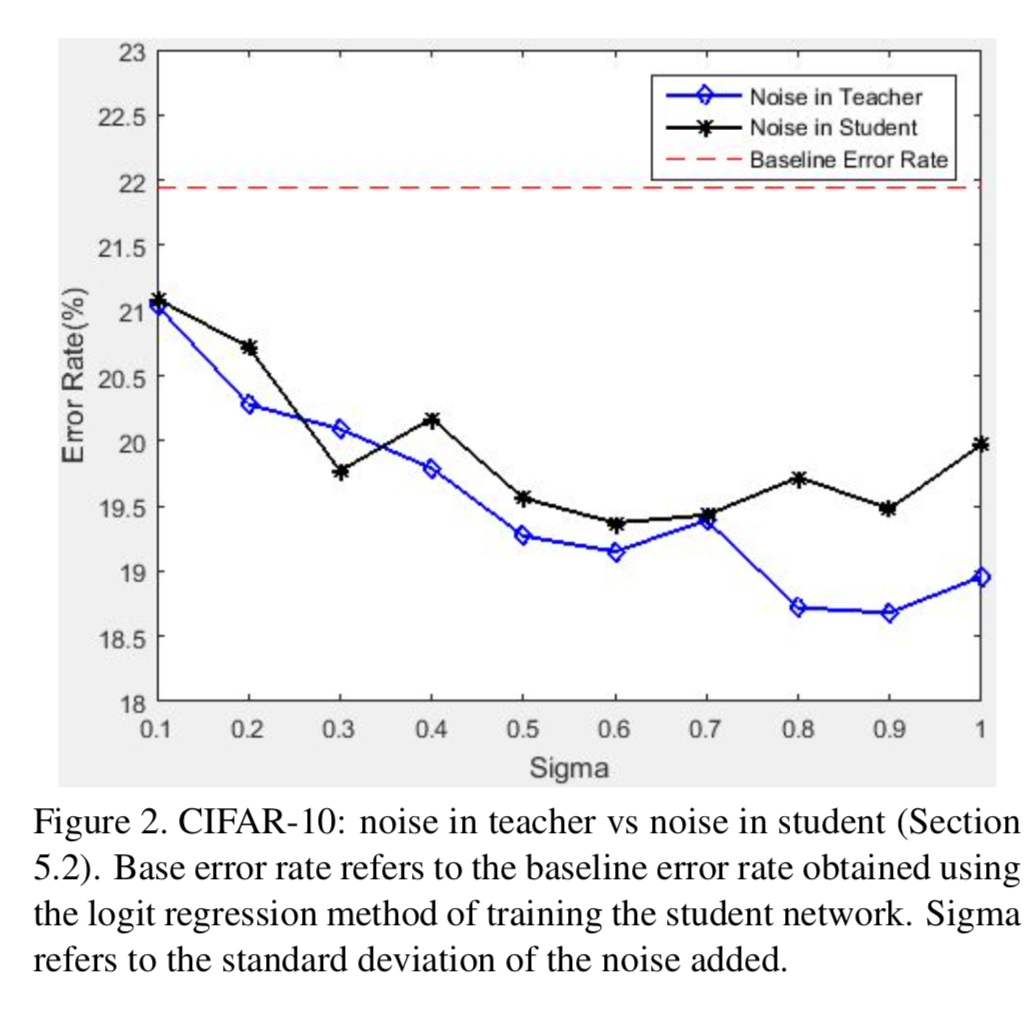 23
22.5
22
21.5
21
20.5
20
19.5
19
18.5
18
Error Rate(%)
Noise in Teacher
Noise in Student
Baseline Error Rate
0.1 0.2 0.3 0.4 0.5 0.6 0.7 0.8 0.9 1
Sigma
Figure 2. CIFAR-10: noise in teacher vs noise in student (Section
5.2). Base error rate refers to the baseline error rate obtained using
the logit regression method of training the student network. Sigma
refers to the standard deviation of the noise added.